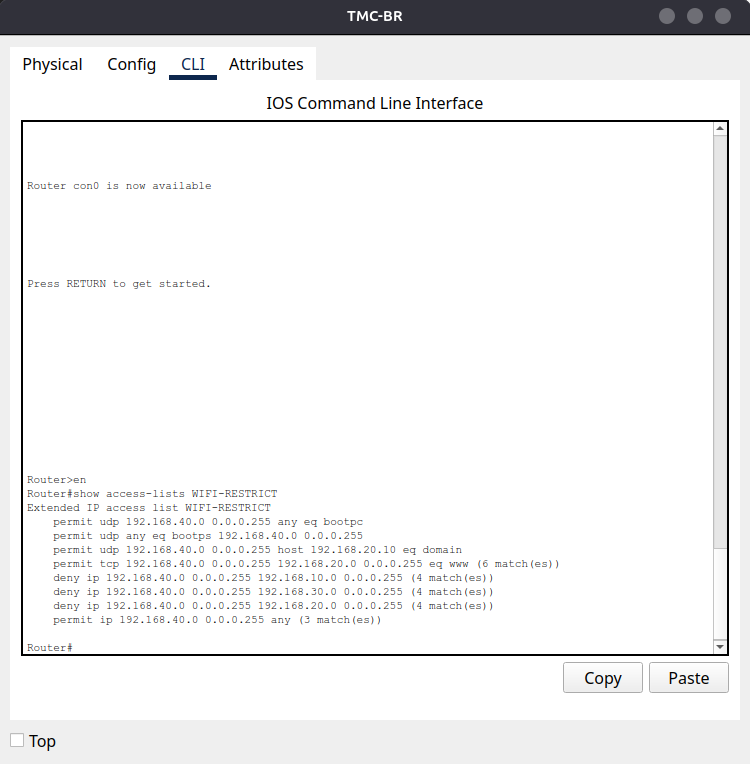 TMC-BR
Physical Config CLI Attributes
IOS Command Line Interface
Router con0 is now available
Press RETURN to get started.
Router>en
Router#show access-lists WIFI-RESTRICT
Extended IP access list WIFI-RESTRICT
permit udp 192.168.40.0 0.0.0.255 any eq bootpc
permit udp any eq bootps 192.168.40.0 0.0.0.255
permit udp 192.168.40.0 0.0.0.255 host 192.168.20.10 eq domain
permit tcp 192.168.40.0 0.0.0.255 192.168.20.0 0.0.0.255 eq www (6 match(es))
deny ip 192.168.40.0 0.0.0.255 192.168.10.0 0.0.0.255 (4 match(es))
deny ip 192.168.40.0 0.0.0.255 192.168.30.0 0.0.0.255 (4 match(es))
deny ip 192.168.40.0 0.0.0.255 192.168.20.0 0.0.0.255 (4 match(es))
permit ip 192.168.40.0 0.0.0.255 any (3 match(es))
Router#
Copy Paste
Top